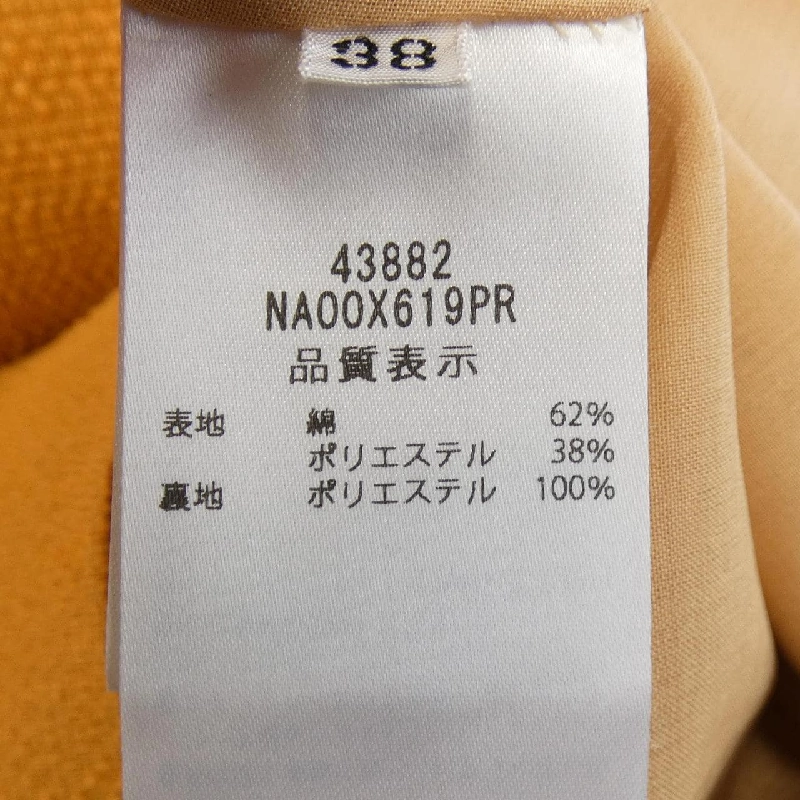 38
43882
NA00X619PR
品質表示
表地 綿 62%
ポリエステル 38%
裏地 ポリエステル 100%